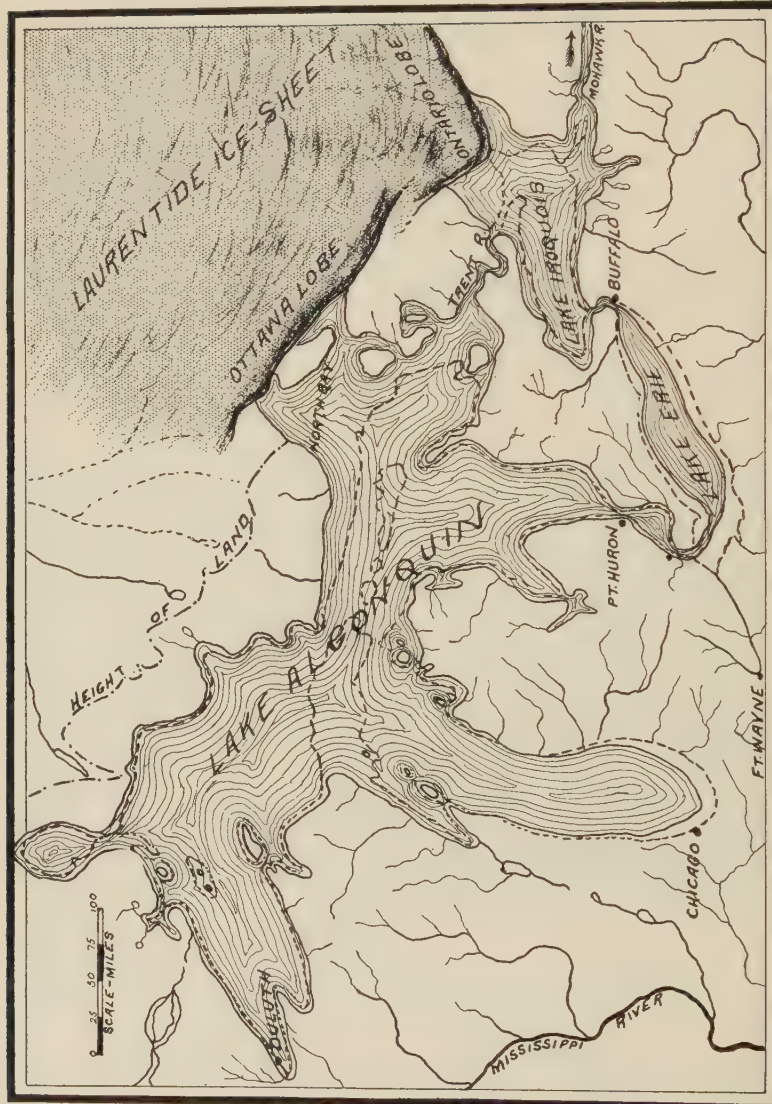 LAURENTIDE ICE-SHEET
ONTARIO LOBE
OTTAWA LOBE
MOHAWK R.
LAKE IROQUOIS
TRENT R.
BUFFALO
LAKE ERIE
NORTH BAY
HEIGHT OF LAND
LAKE ALGONQUIN
PT. HURON
FT. WAYNE
CHICAGO
DULUTH
0 25 50 75 100
SCALE-MILES
MISSISSIPPI RIVER